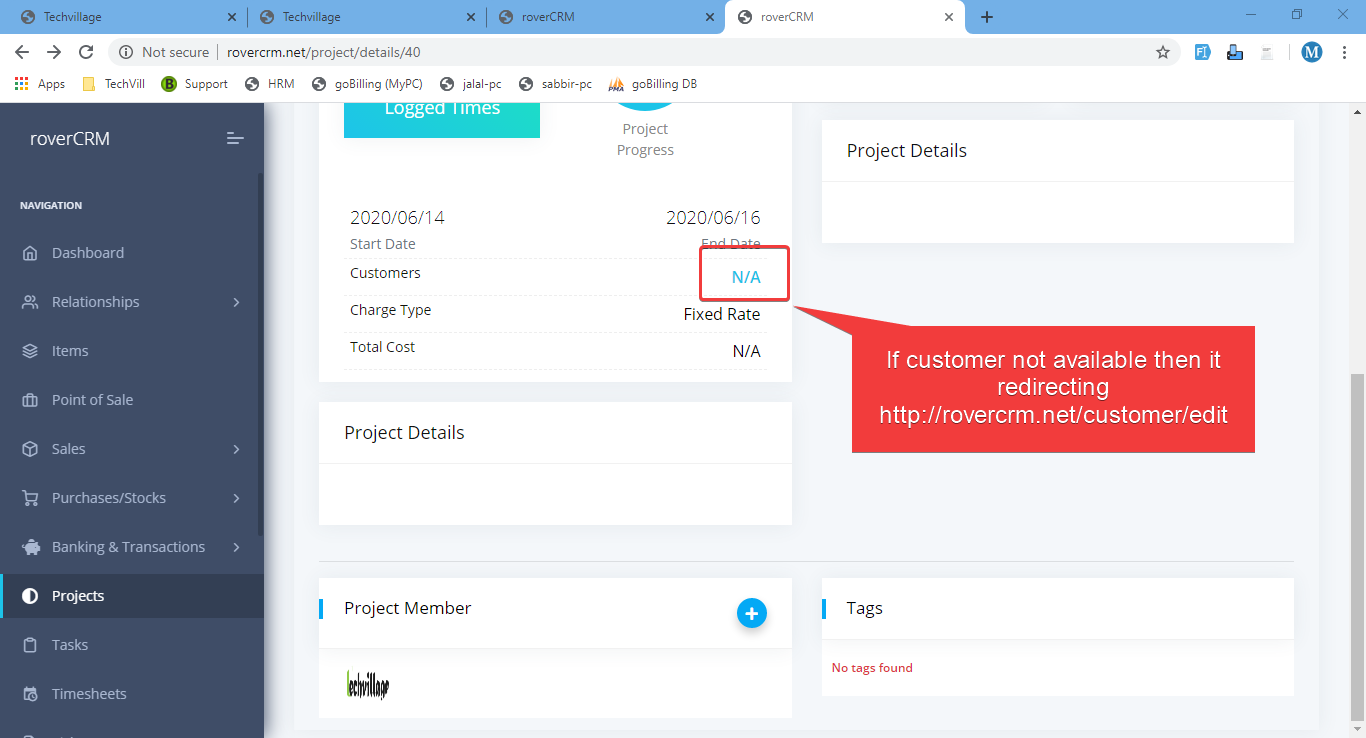 Techvillage
Techvillage
roverCRM
roverCRM
Not secure
rovercrm.net/project/details/40
M
Apps
TechVill
B
Support
HRM
goBilling (MyPC)
jalal-pc
sabbir-pc
PMA
goBilling DB
roverCRM
NAVIGATION
Dashboard
Relationships
Items
Point of Sale
Sales
Purchases/Stocks
Banking & Transactions
Projects
Tasks
Timesheets
Logged Times
Project
Progress
2020/06/14
2020/06/16
Start Date
End Date
Customers
N/A
Charge Type
Fixed Rate
Total Cost
N/A
Project Details
If customer not available then it
redirecting
http://rovercrm.net/customer/edit
Project Details
Project Member
techvillage
Tags
No tags found